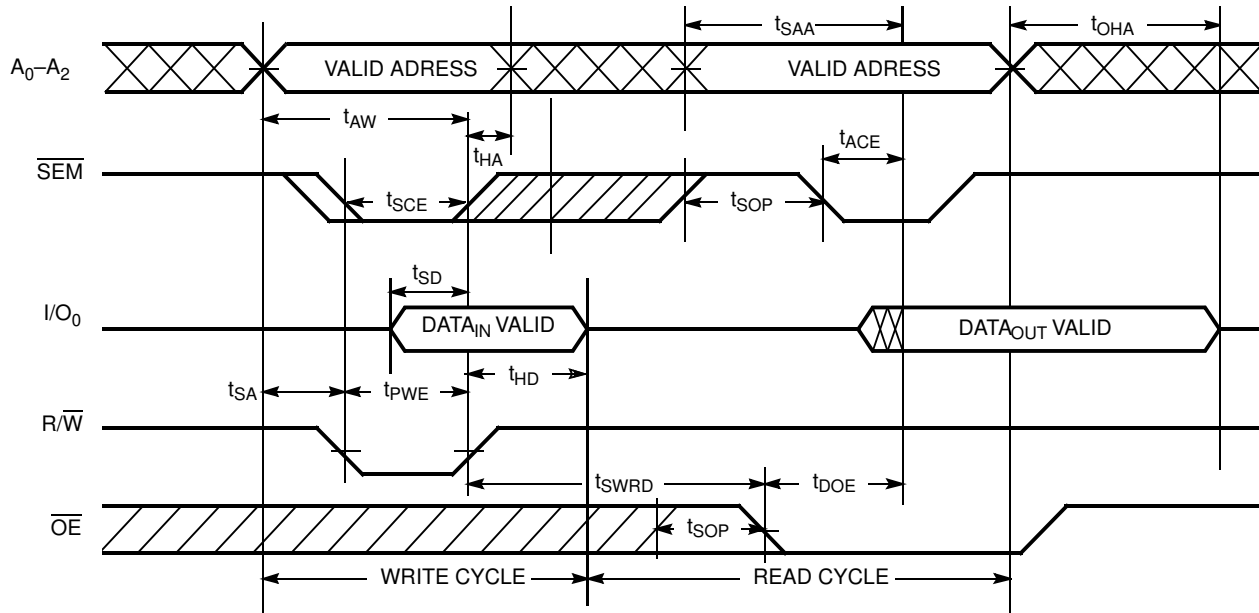 tSAA
tOHA
A0–A2
VALID ADRESS
VALID ADRESS
tAW
tHA
tACE
SEM
tSCE
tSOP
tSD
I/O0
DATAIN VALID
DATAOUT VALID
tSA
tPWE
tHD
R/W
tSWRD
tDOE
OE
tSOP
WRITE CYCLE
READ CYCLE